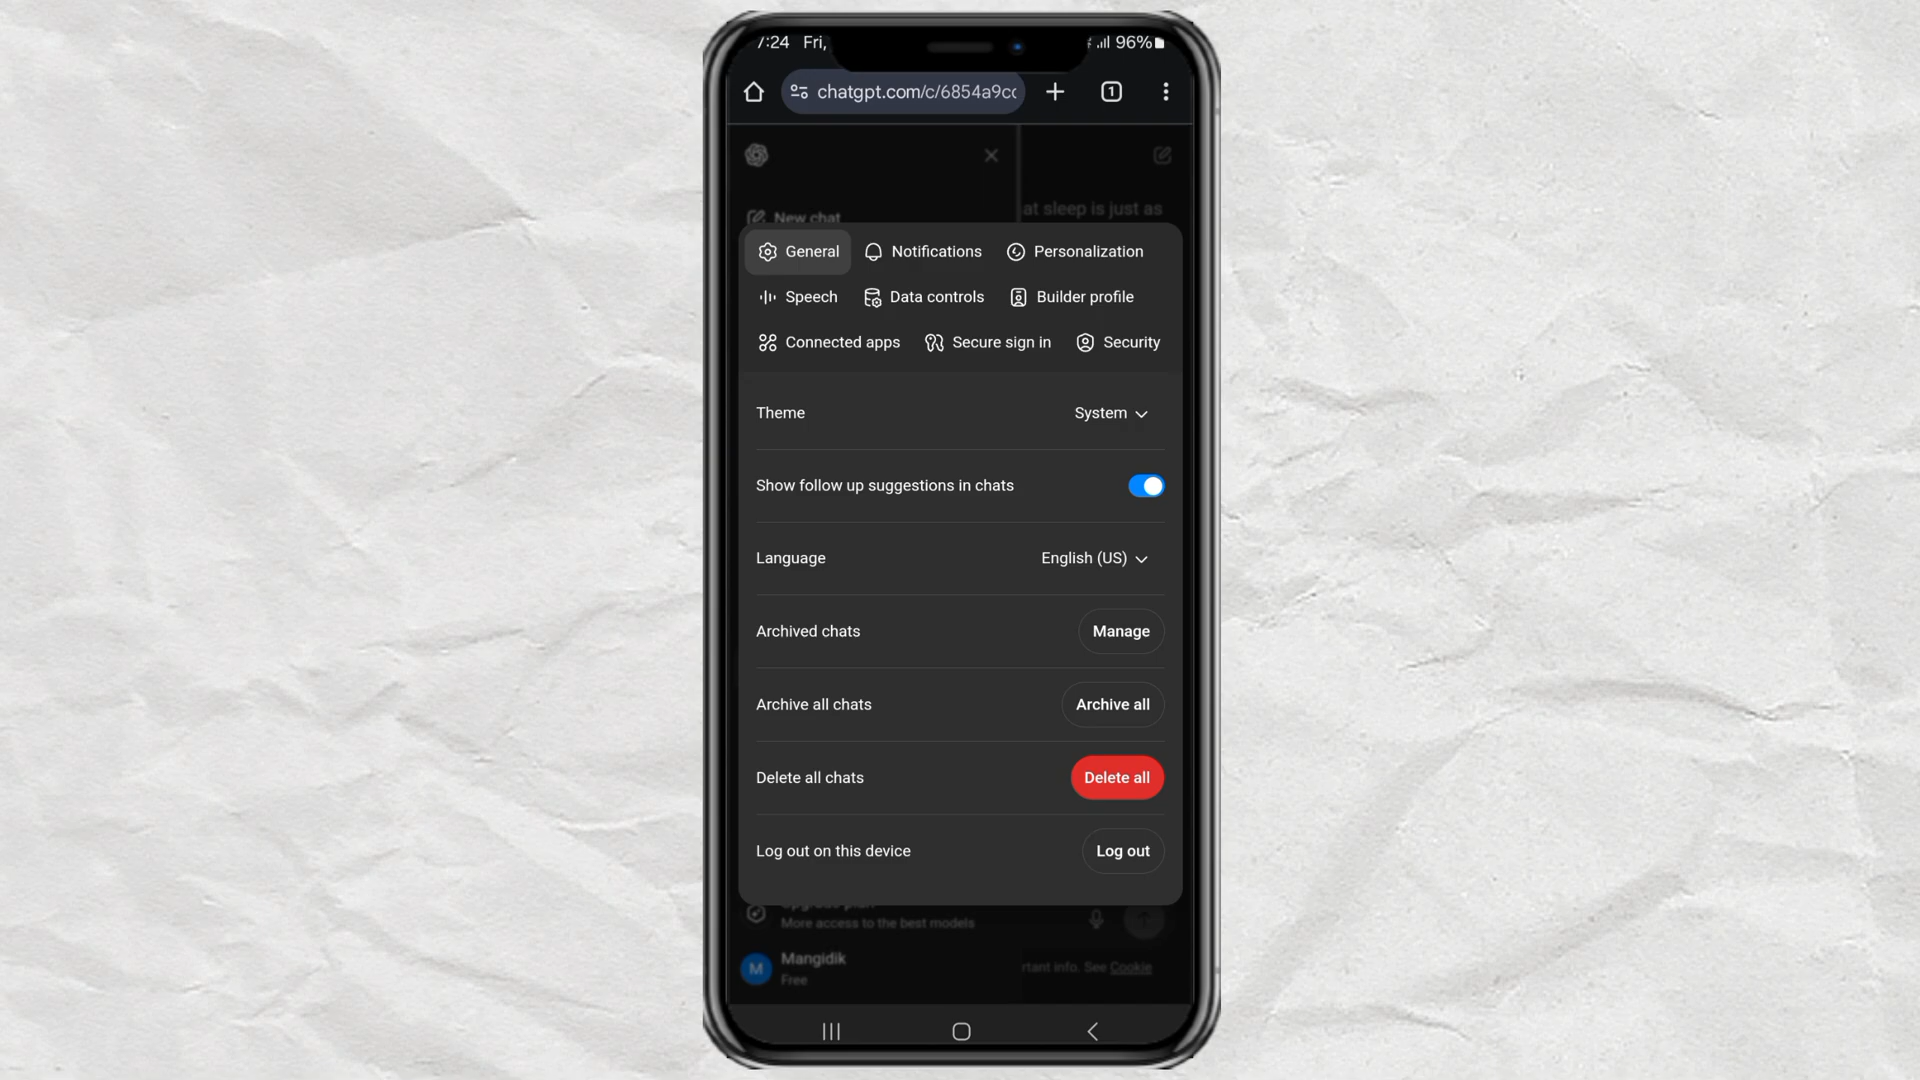 7:24 Fri, 96%
chatgpt.com/c/6854a9cc
1
at sleep is just as
New chat
General Notifications Personalization
Speech Data controls Builder profile
Connected apps Secure sign in Security
Theme System
Show follow up suggestions in chats
Language English (US)
Archived chats Manage
Archive all chats Archive all
Delete all chats Delete all
Log out on this device Log out
Upgrade plan
More access to the best models
M Mangidik
Free
rtant info. See Cookie